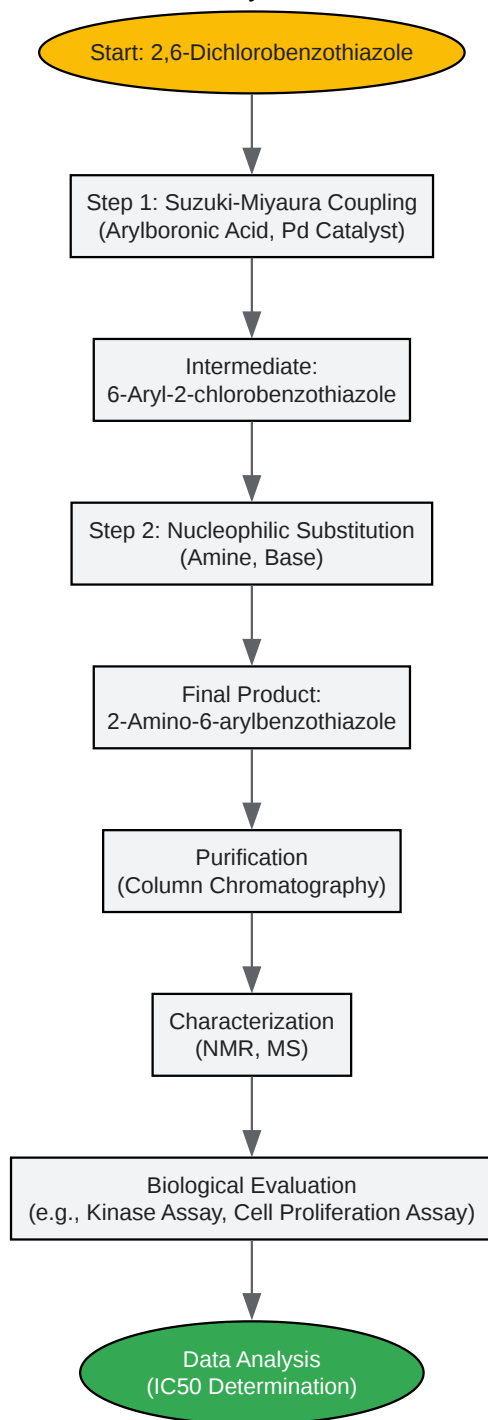 Start: 2,6-Dichlorobenzothiazole
Step 1: Suzuki-Miyaura Coupling
(Arylboronic Acid, Pd Catalyst)
Intermediate:
6-Aryl-2-chlorobenzothiazole
Step 2: Nucleophilic Substitution
(Amine, Base)
Final Product:
2-Amino-6-arylbenzothiazole
Purification
(Column Chromatography)
Characterization
(NMR, MS)
Biological Evaluation
(e.g., Kinase Assay, Cell Proliferation Assay)
Data Analysis
(IC50 Determination)